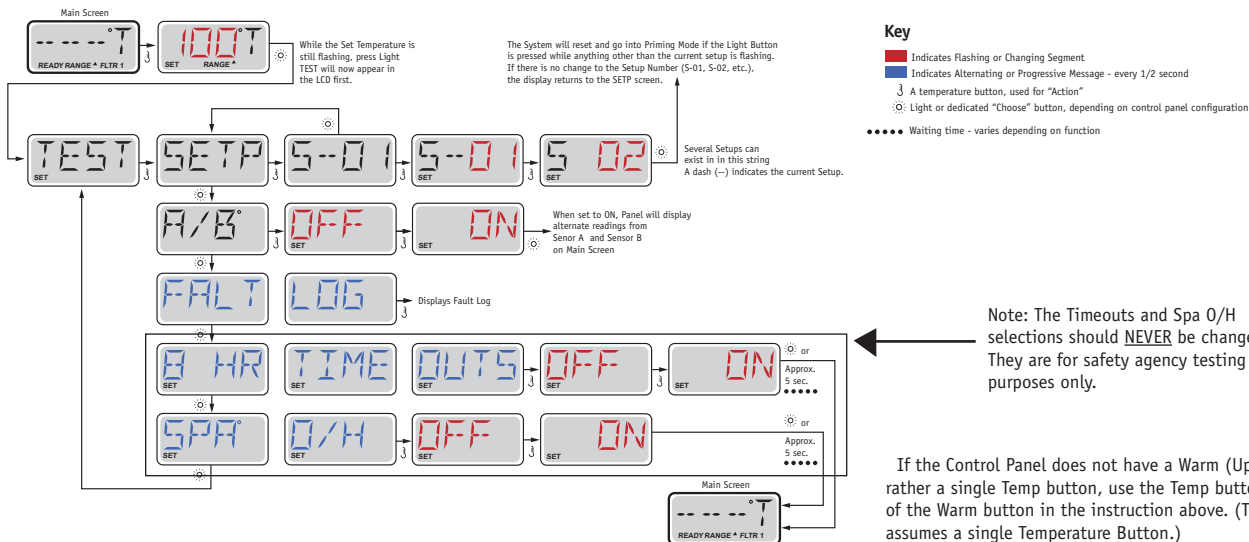 Main Screen
-- -- -- °T
READY RANGE FLTR 1
100°T
SET RANGE
While the Set Temperature is
still flashing, press Light
TEST will now appear in
the LCD first.
The System will reset and go into Priming Mode if the Light Button
is pressed while anything other than the current setup is flashing.
If there is no change to the Setup Number (S-01, S-02, etc.),
the display returns to the SETP screen.
Key
Indicates Flashing or Changing Segment
Indicates Alternating or Progressive Message - every 1/2 second
A temperature button, used for “Action”
Light or dedicated “Choose” button, depending on control panel configuration
Waiting time - varies depending on function
TEST
SET
SETP
S-01
S-01
SET
S 02
SET
Several Setups can
exist in in this string
A dash (--) indicates the current Setup.
A/B°
OFF
SET
ON
SET
When set to ON, Panel will display
alternate readings from
Senor A and Sensor B
on Main Screen
FALT
LOG
Displays Fault Log
8 HR
SET
TIME
SET
OUTS
SET
OFF
SET
ON
SET
or
Approx.
5 sec.
SPA°
SET
O/H
SET
OFF
SET
ON
SET
or
Approx.
5 sec.
Note: The Timeouts and Spa O/H
selections should NEVER be change
They are for safety agency testing
purposes only.
If the Control Panel does not have a Warm (Up
rather a single Temp button, use the Temp butto
of the Warm button in the instruction above. (T
assumes a single Temperature Button.)
Main Screen
-- -- -- °T
READY RANGE FLTR 1